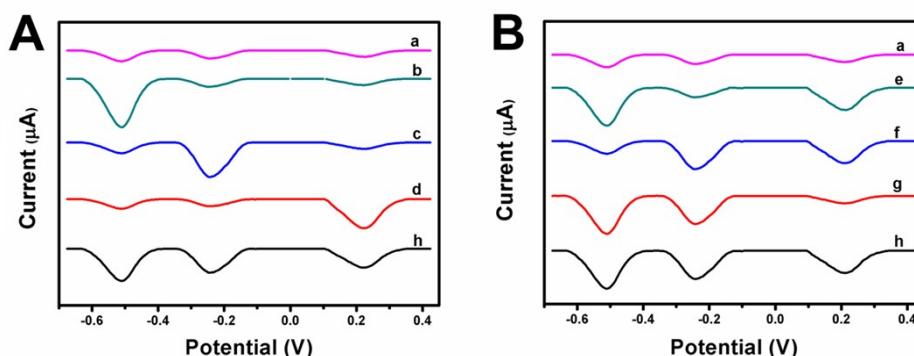 A
a
b
c
d
h
Current (μA)
-0.6 -0.4 -0.2 0.0 0.2 0.4
Potential (V)
B
a
e
f
g
h
Current (μA)
-0.6 -0.4 -0.2 0.0 0.2 0.4
Potential (V)